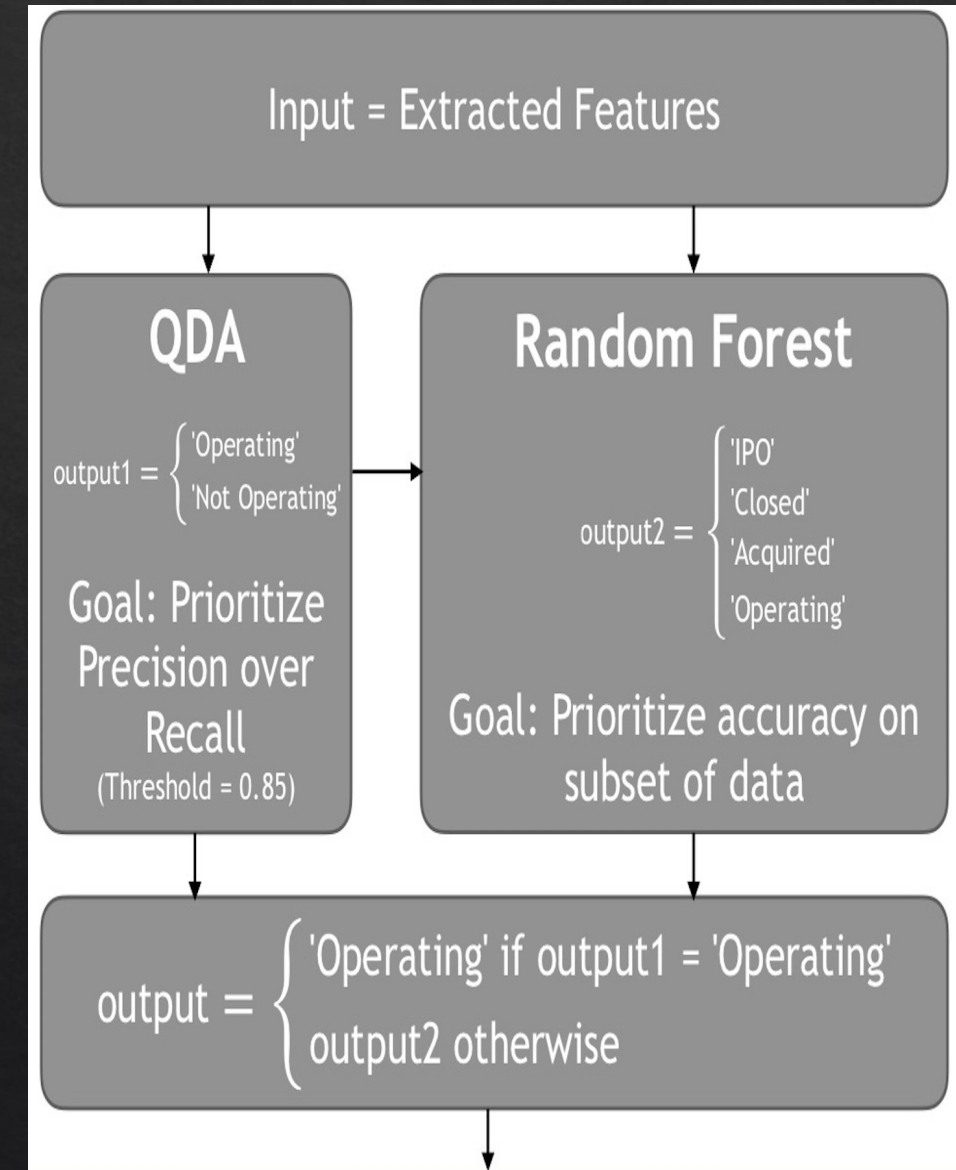 Input = Extracted Features
QDA
output1 = { 'Operating'
'Not Operating'
Goal: Prioritize
Precision over
Recall
(Threshold = 0.85)
Random Forest
output2 = { 'IPO'
'Closed'
'Acquired'
'Operating'
Goal: Prioritize accuracy on
subset of data
output = { 'Operating' if output1 = 'Operating'
output2 otherwise